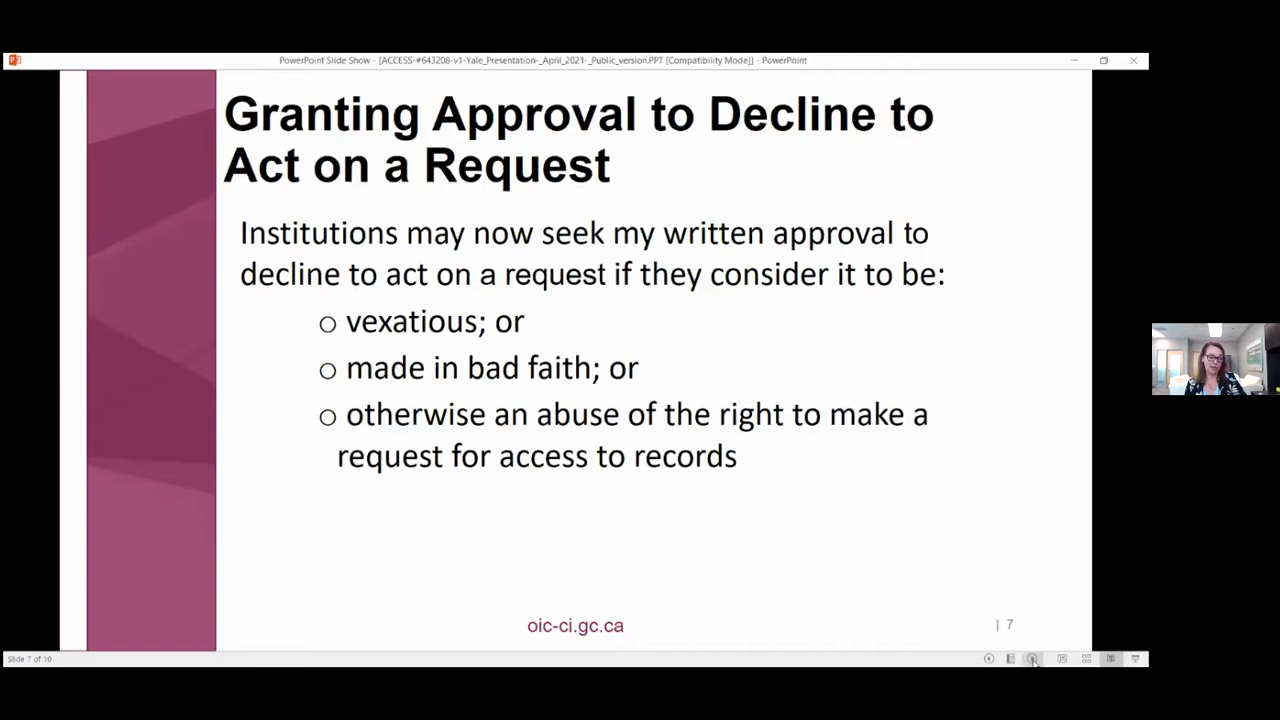 PowerPoint Slide Show - [ACCESS-#643208-v1-Yale_Presentation-_April_2021-_Public_version.PPT [Compatibility Mode]] - PowerPoint
Granting Approval to Decline to
Act on a Request
Institutions may now seek my written approval to
decline to act on a request if they consider it to be:
o vexatious; or
o made in bad faith; or
o otherwise an abuse of the right to make a
request for access to records
oic-ci.gc.ca
| 7
Slide 7 of 10